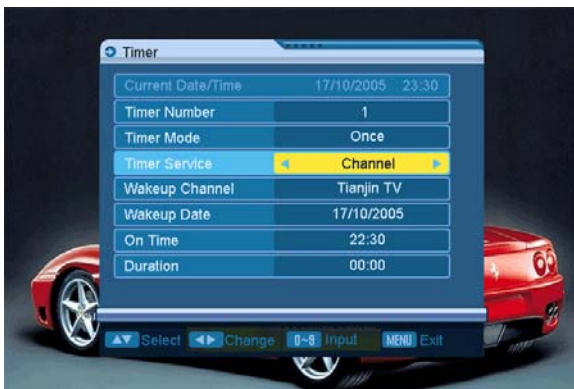 Timer
Current Date/Time 17/10/2005 23:30
Timer Number 1
Timer Mode Once
Timer Service Channel
Wakeup Channel Tianjin TV
Wakeup Date 17/10/2005
On Time 22:30
Duration 00:00
Select Change 0~9 Input MENU Exit